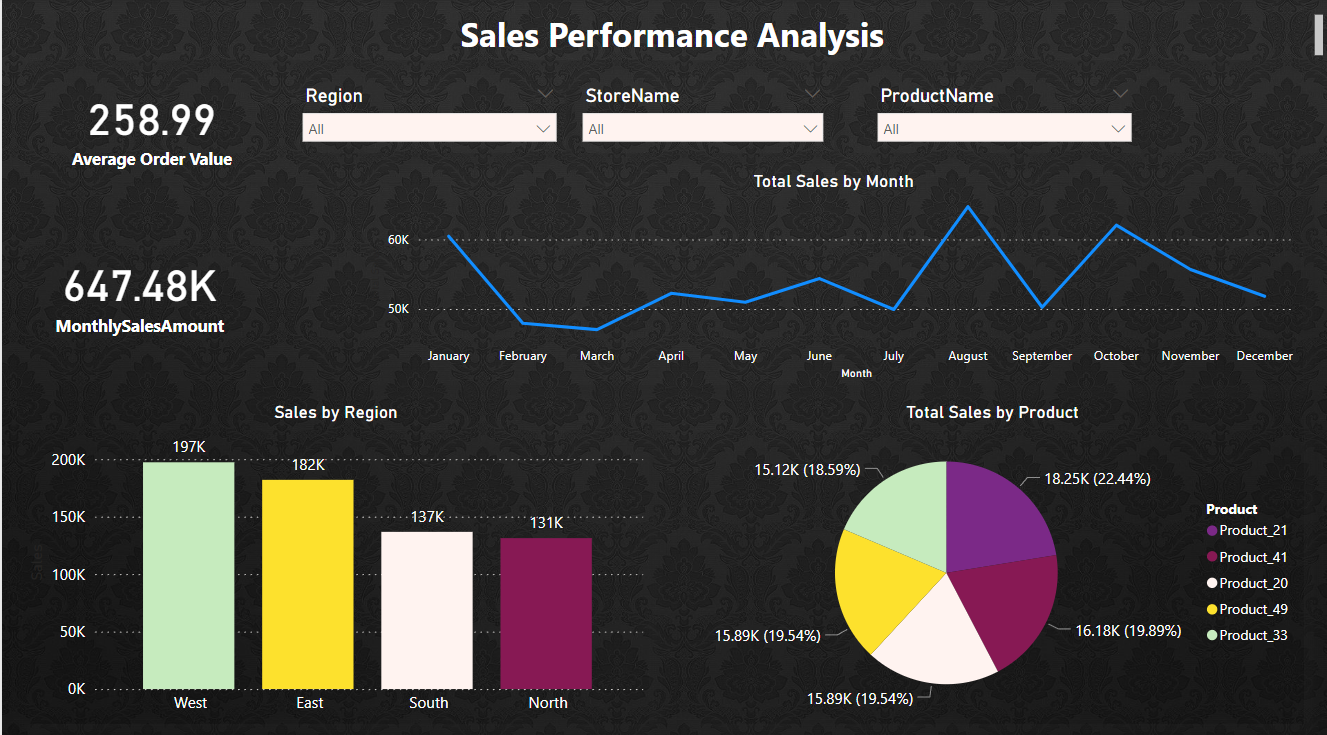 Sales Performance Analysis
258.99
Average Order Value
Region
All
StoreName
All
ProductName
All
647.48K
MonthlySalesAmount
Total Sales by Month
60K
50K
January February March April May June July August September October November December
Month
Sales by Region
200K
150K
100K
50K
0K
197K
182K
137K
131K
West East South North
Sales
Total Sales by Product
15.12K (18.59%)
18.25K (22.44%)
15.89K (19.54%)
16.18K (19.89%)
15.89K (19.54%)
Product
Product_21
Product_41
Product_20
Product_49
Product_33